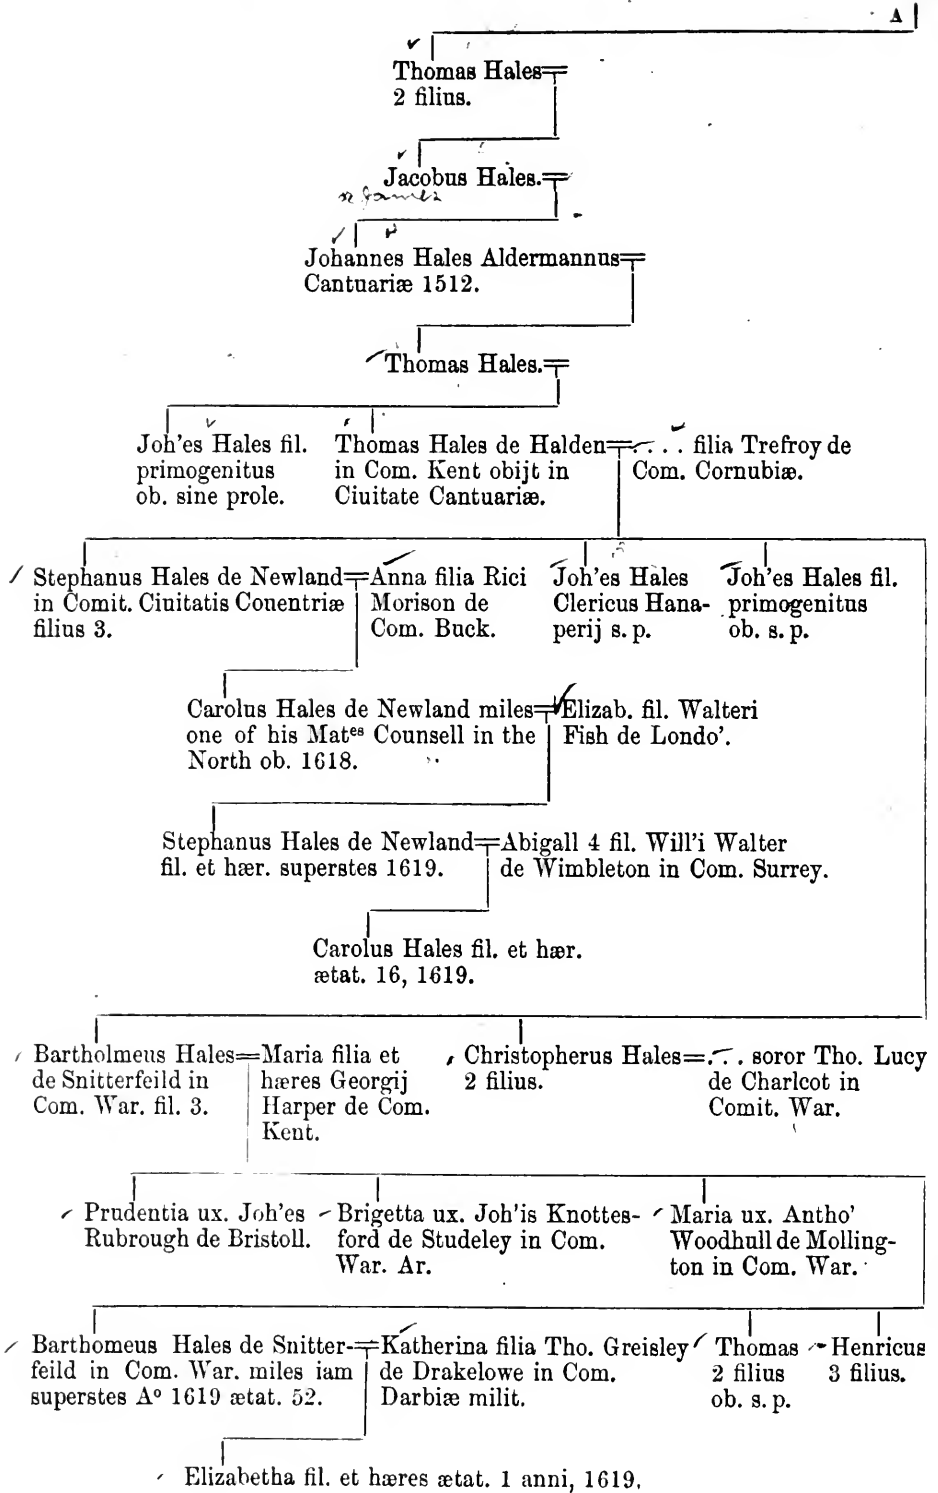 A
Thomas Hales
2 filius.
Jacobus Hales.
Johannes Hales Aldermannus
Cantuariæ 1512.
Thomas Hales.
Joh'es Hales fil.
primogenitus
ob. sine prole.
Thomas Hales de Halden
in Com. Kent obijt in
Ciuitate Cantuariæ.
. . . filia Trefroy de
Com. Cornubiæ.
Stephanus Hales de Newland
in Comit. Ciuitatis Couentriæ
filius 3.
Anna filia Rici
Morison de
Com. Buck.
Joh'es Hales
Clericus Hana-
perij s. p.
Joh'es Hales fil.
primogenitus
ob. s. p.
Carolus Hales de Newland miles
one of his Mates Counsell in the
North ob. 1618.
Elizab. fil. Walteri
Fish de Londo'.
Stephanus Hales de Newland
fil. et hær. superstes 1619.
Abigall 4 fil. Will'i Walter
de Wimbleton in Com. Surrey.
Carolus Hales fil. et hær.
ætat. 16, 1619.
Bartholmeus Hales
de Snitterfeild in
Com. War. fil. 3.
Maria filia et
hæres Georgij
Harper de Com.
Kent.
Christopherus Hales
2 filius.
. . . soror Tho. Lucy
de Charlcot in
Comit. War.
Prudentia ux. Joh'es
Rubrough de Bristoll.
Brigetta ux. Joh'is Knottes-
ford de Studeley in Com.
War. Ar.
Maria ux. Antho'
Woodhull de Molling-
ton in Com. War.
Barthomeus Hales de Snitter-
feild in Com. War. miles iam
superstes Aº 1619 ætat. 52.
Katherina filia Tho. Greisley
de Drakelowe in Com.
Darbiæ milit.
Thomas
2 filius
ob. s. p.
Henricus
3 filius.
Elizabetha fil. et hæres ætat. 1 anni, 1619.